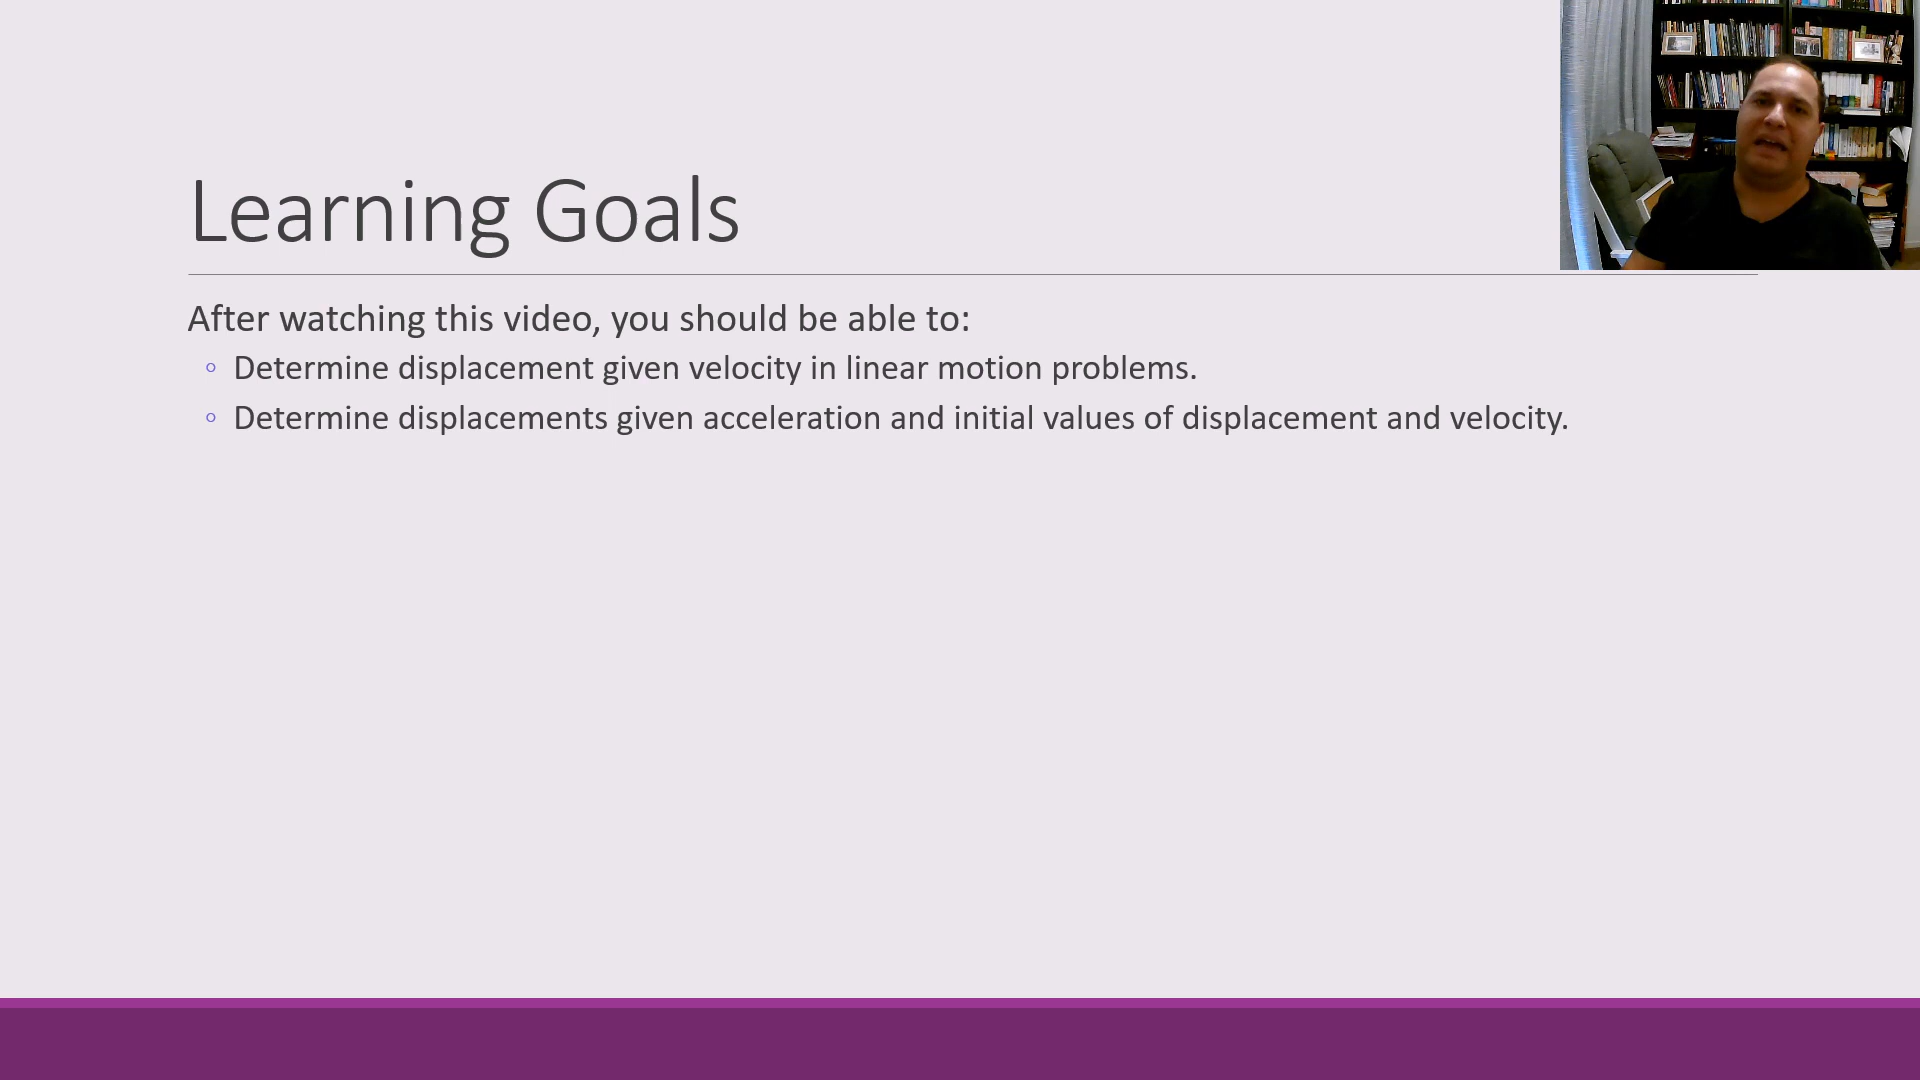 Learning Goals
After watching this video, you should be able to:
◦ Determine displacement given velocity in linear motion problems.
◦ Determine displacements given acceleration and initial values of displacement and velocity.